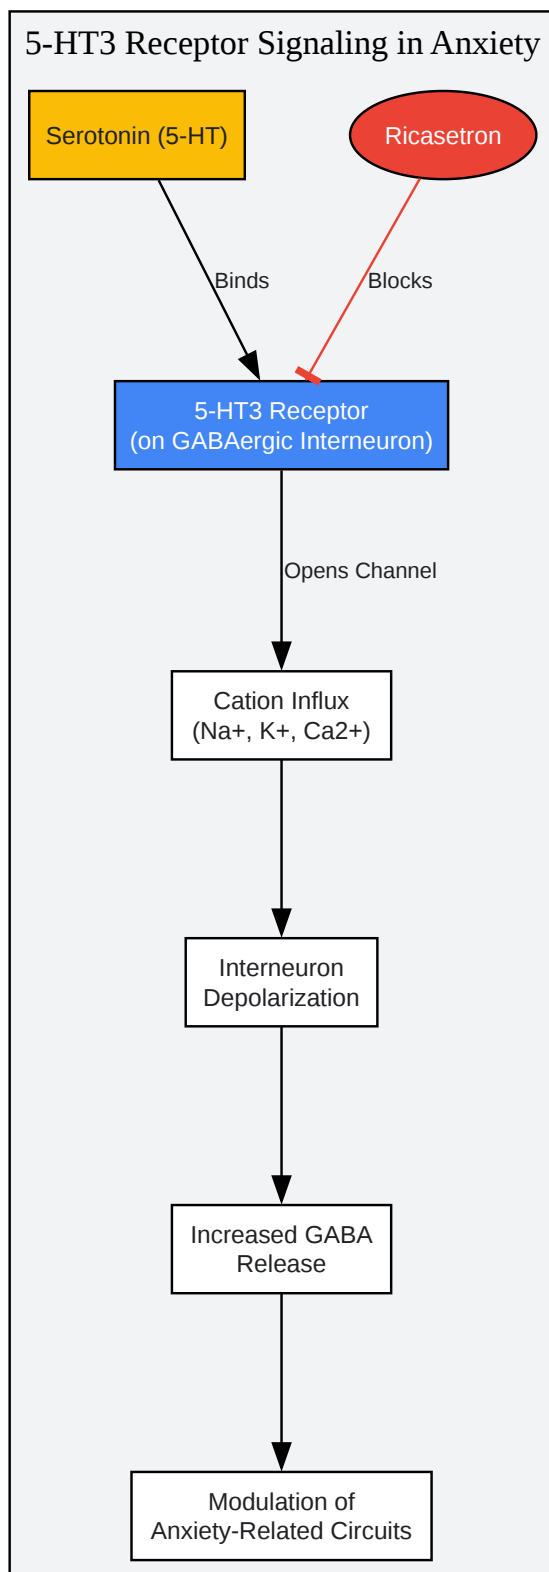 5-HT3 Receptor Signaling in Anxiety
Serotonin (5-HT)
Ricasetron
Binds
Blocks
5-HT3 Receptor
(on GABAergic Interneuron)
Opens Channel
Cation Influx
(Na+, K+, Ca2+)
Interneuron
Depolarization
Increased GABA
Release
Modulation of
Anxiety-Related Circuits